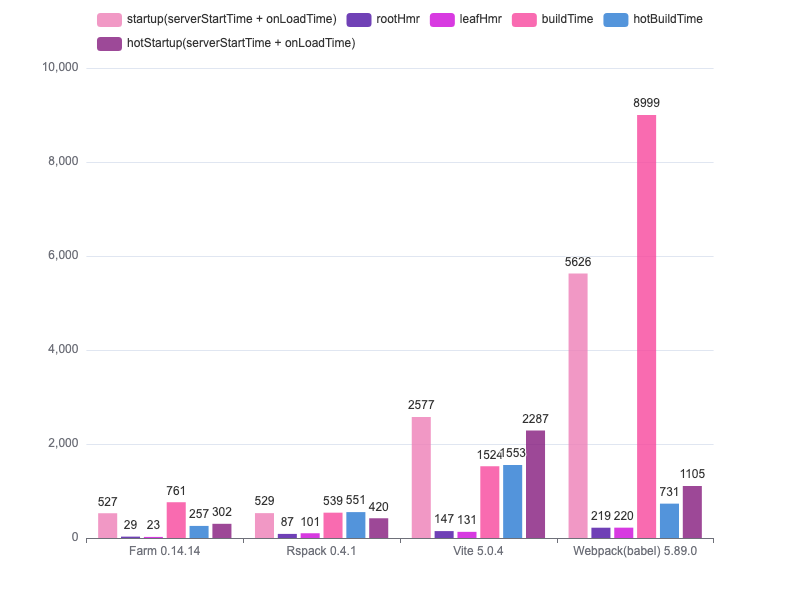 startup(serverStartTime + onLoadTime) rootHmr leafHmr buildTime hotBuildTime
hotStartup(serverStartTime + onLoadTime)
10,000
8999
8,000
6,000
5626
4,000
2577
2287
2,000
1524 1553
1105
527 29 23 761 257 302
529 87 101 539 551 420
147 131
219 220 731
0
Farm 0.14.14 Rspack 0.4.1 Vite 5.0.4 Webpack(babel) 5.89.0